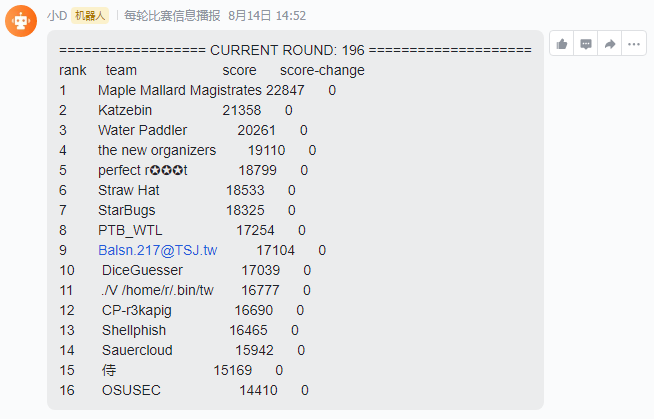 小D 机器人 | 每轮比赛信息播报 8月14日 14:52
================== CURRENT ROUND: 196 ====================
rank team score score-change
1 Maple Mallard Magistrates 22847 0
2 Katzebin 21358 0
3 Water Paddler 20261 0
4 the new organizers 19110 0
5 perfect r✪✪✪t 18799 0
6 Straw Hat 18533 0
7 StarBugs 18325 0
8 PTB_WTL 17254 0
9 Balsn.217@TSJ.tw 17104 0
10 DiceGuesser 17039 0
11 ./V /home/r/.bin/tw 16777 0
12 CP-r3kapig 16690 0
13 Shellphish 16465 0
14 Sauercloud 15942 0
15 侍 15169 0
16 OSUSEC 14410 0